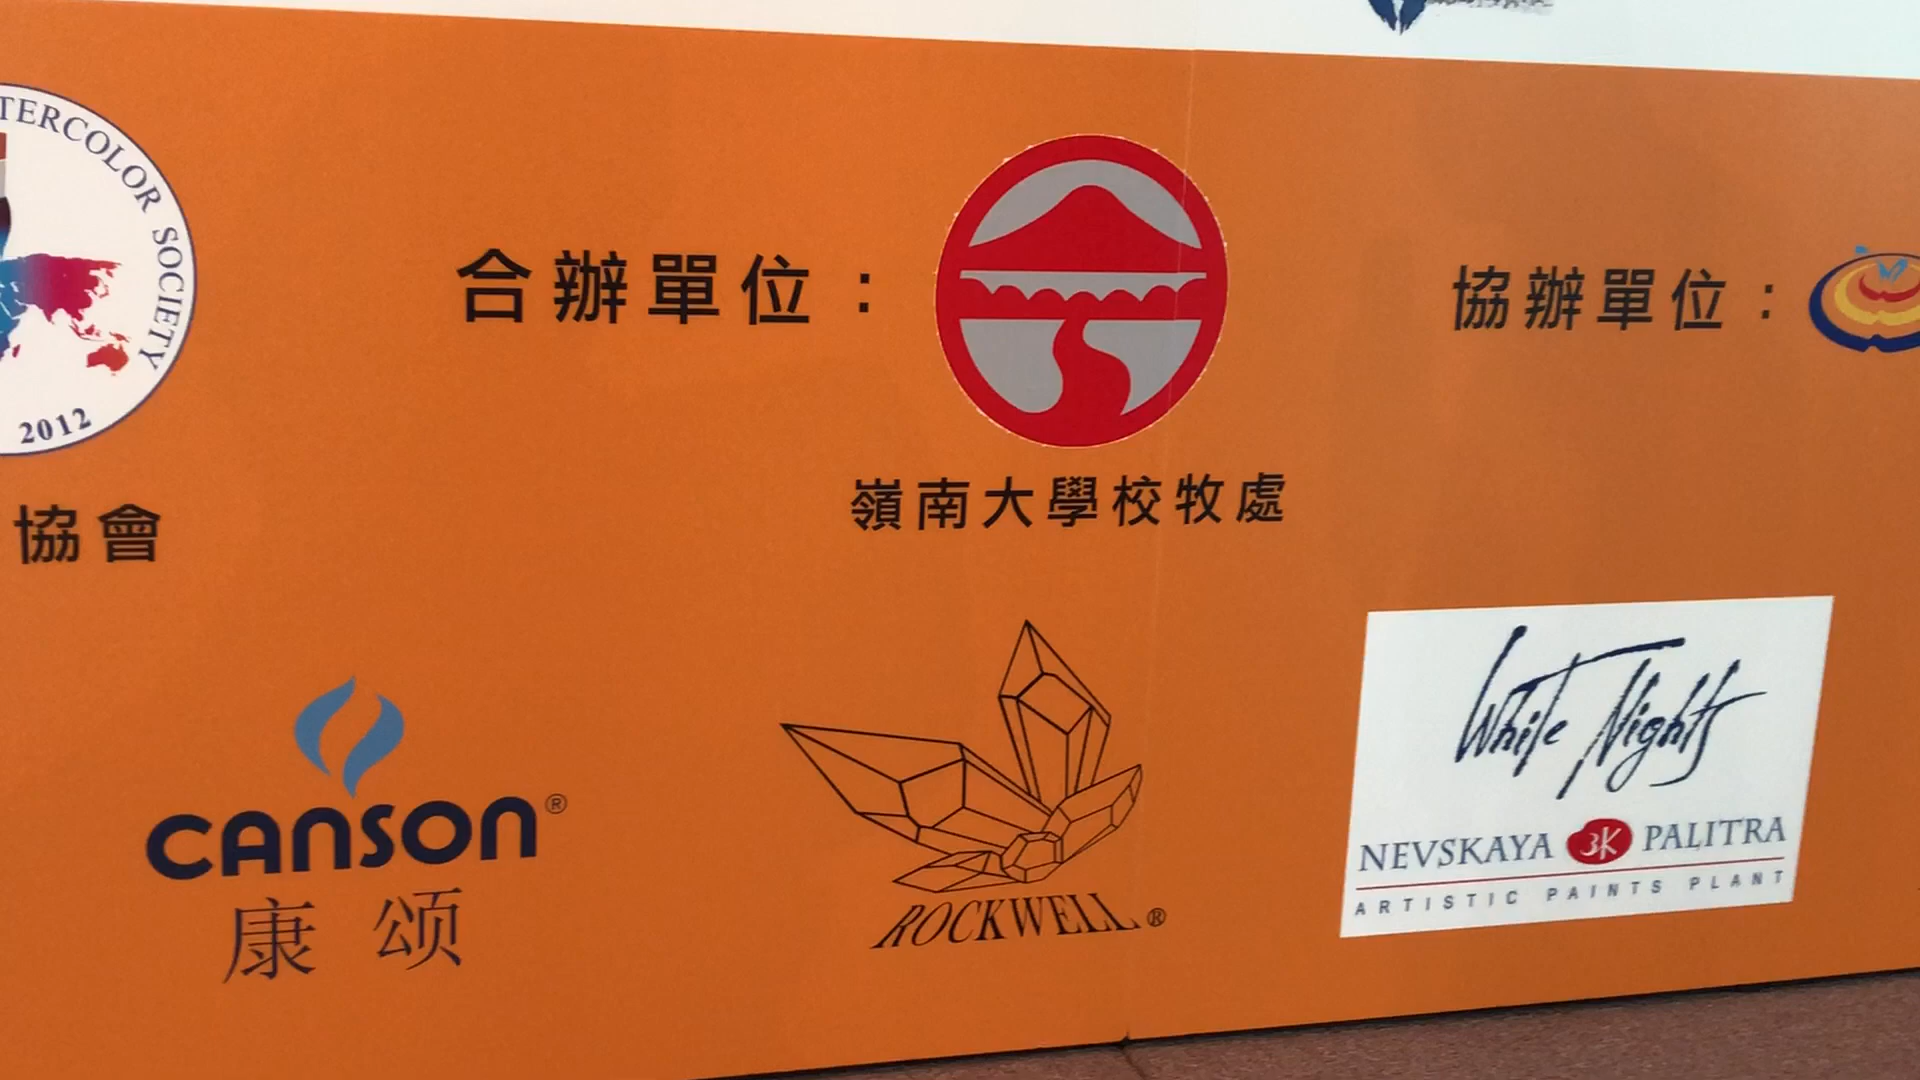 TERCOLOR SOCIETY
2012
協會
合辦單位：
嶺南大學校牧處
協辦單位：
CANSON®
康颂
ROCKWELL®
White Nights
NEVSKAYA ЗК PALITRA
ARTISTIC PAINTS PLANT